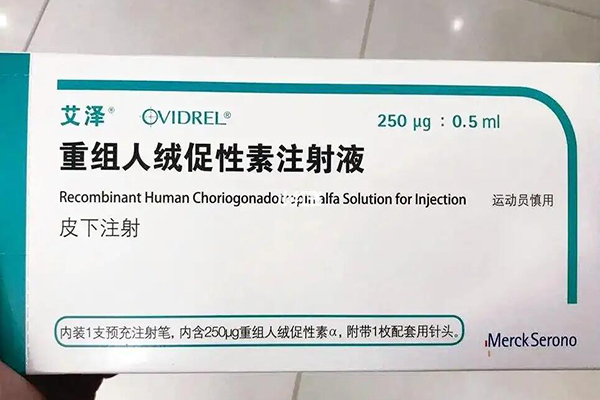 艾泽® OVIDREL® 250 μg : 0.5 ml
重组人绒促性素注射液
Recombinant Human Choriogonadotropin alfa Solution for Injection 运动员慎用
皮下注射
内装1支预充注射笔，内含250μg重组人绒促性素α，附带1枚配套用针头。
Merck Serono